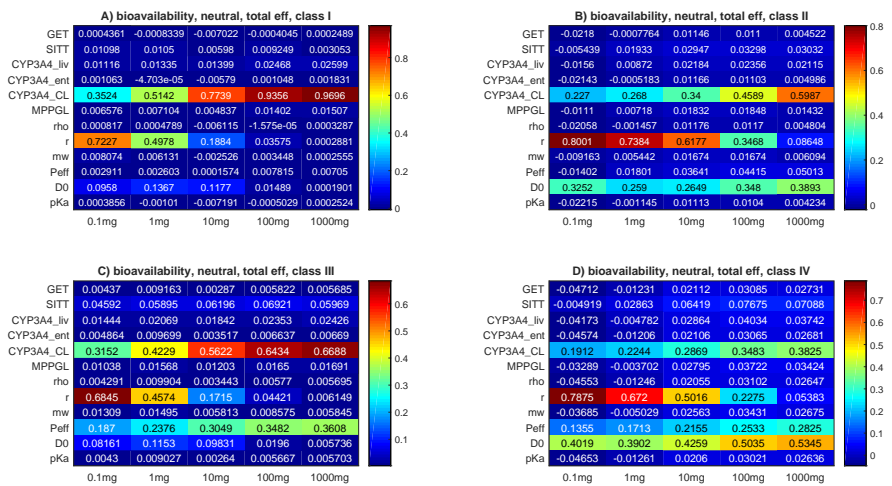 A) bioavailability, neutral, total eff, class I
GET 0.0004361 -0.0008339 -0.007022 -0.0004045 0.0002489
SITT 0.01098 0.0105 0.00598 0.009249 0.003053
CYP3A4_liv 0.01116 0.01335 0.01399 0.02468 0.02599
CYP3A4_ent 0.001063 -4.703e-05 -0.00579 0.001048 0.001831
CYP3A4_CL 0.3524 0.5142 0.7739 0.9356 0.9696
MPPGL 0.006576 0.007104 0.004837 0.01402 0.01507
rho 0.000817 0.0004789 -0.006115 -1.575e-05 0.0003287
r 0.7227 0.4978 0.1884 0.03575 0.002881
mw 0.008074 0.006131 -0.002526 0.003448 0.0002555
Peff 0.002911 0.002603 0.0001574 0.007815 0.00705
D0 0.0958 0.1367 0.1177 0.01489 0.0001901
pKa 0.0003856 -0.00101 -0.007191 -0.0005029 0.0002524
0.1mg 1mg 10mg 100mg 1000mg
0.8
0.6
0.4
0.2
0
B) bioavailability, neutral, total eff, class II
GET -0.0218 -0.0007764 0.01146 0.011 0.004522
SITT -0.005439 0.01933 0.02947 0.03298 0.03032
CYP3A4_liv -0.0156 0.00872 0.02184 0.02356 0.02115
CYP3A4_ent -0.02143 -0.0005183 0.01166 0.01103 0.004986
CYP3A4_CL 0.227 0.268 0.34 0.4589 0.5987
MPPGL -0.0111 0.00718 0.01832 0.01848 0.01432
rho -0.02058 -0.001457 0.01176 0.0117 0.004804
r 0.8001 0.7384 0.6177 0.3468 0.08648
mw -0.009163 0.005442 0.01674 0.01674 0.006094
Peff -0.01402 0.01801 0.03641 0.04415 0.05013
D0 0.3252 0.259 0.2649 0.348 0.3893
pKa -0.02215 -0.001145 0.01113 0.0104 0.004234
0.1mg 1mg 10mg 100mg 1000mg
0.8
0.6
0.4
0.2
0
C) bioavailability, neutral, total eff, class III
GET 0.00437 0.009163 0.00287 0.005822 0.005685
SITT 0.04592 0.05895 0.06196 0.06921 0.05969
CYP3A4_liv 0.01444 0.02069 0.01842 0.02353 0.02426
CYP3A4_ent 0.004864 0.009699 0.003517 0.006637 0.00669
CYP3A4_CL 0.3152 0.4229 0.5622 0.6434 0.6688
MPPGL 0.01038 0.01568 0.01203 0.0165 0.01691
rho 0.004291 0.009904 0.003443 0.00577 0.005695
r 0.6845 0.4574 0.1715 0.04421 0.006149
mw 0.01309 0.01495 0.005813 0.008575 0.005845
Peff 0.187 0.2376 0.3049 0.3482 0.3608
D0 0.08161 0.1153 0.09831 0.0196 0.005736
pKa 0.0043 0.009027 0.00264 0.005667 0.005703
0.1mg 1mg 10mg 100mg 1000mg
0.6
0.5
0.4
0.3
0.2
0.1
D) bioavailability, neutral, total eff, class IV
GET -0.04712 -0.01231 0.02112 0.03085 0.02731
SITT -0.004919 0.02863 0.06419 0.07675 0.07088
CYP3A4_liv -0.04173 -0.004782 0.02864 0.04034 0.03742
CYP3A4_ent -0.04574 -0.01206 0.02106 0.03065 0.02681
CYP3A4_CL 0.1912 0.2244 0.2869 0.3483 0.3825
MPPGL -0.03289 -0.003702 0.02795 0.03722 0.03424
rho -0.04553 -0.01246 0.02055 0.03102 0.02647
r 0.7875 0.672 0.5016 0.2275 0.05383
mw -0.03685 -0.005029 0.02563 0.03431 0.02675
Peff 0.1355 0.1713 0.2155 0.2533 0.2825
D0 0.4019 0.3902 0.4259 0.5035 0.5345
pKa -0.04653 -0.01261 0.0206 0.03021 0.02636
0.1mg 1mg 10mg 100mg 1000mg
0.7
0.6
0.5
0.4
0.3
0.2
0.1
0